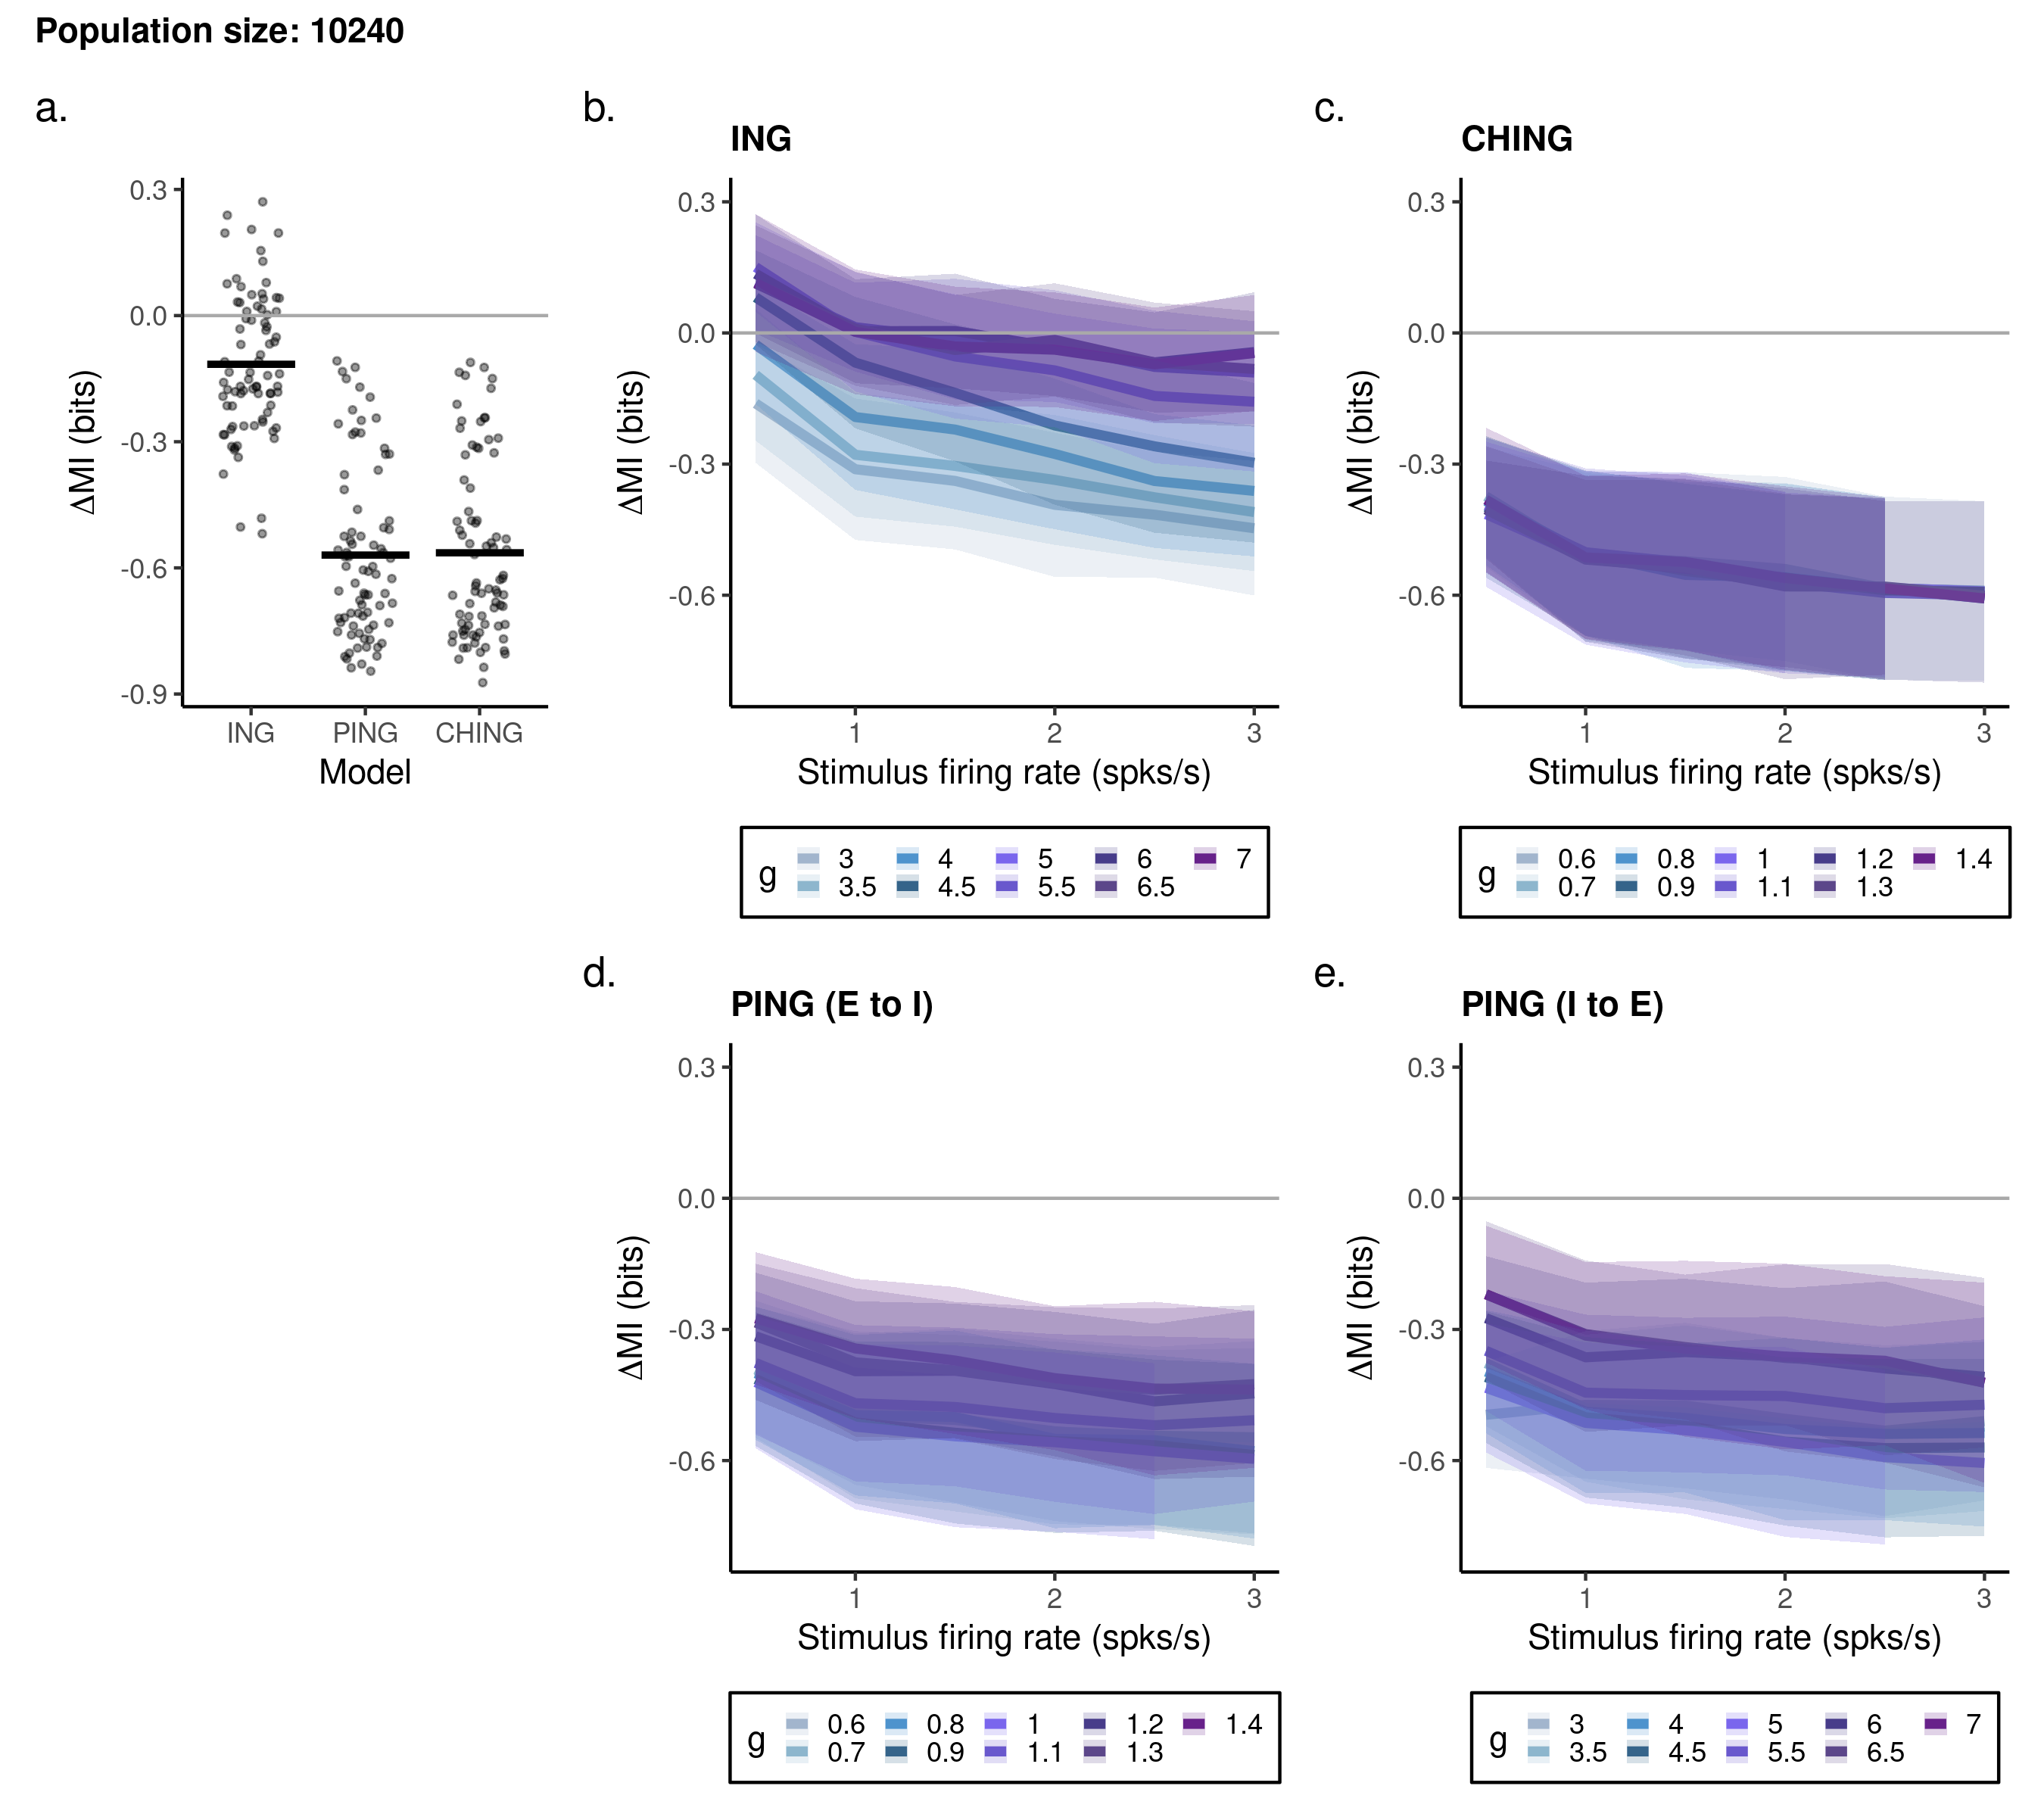 Population size: 10240
a.
ΔMI (bits)
0.3
0.0
-0.3
-0.6
-0.9
ING PING CHING
Model
b.
ING
ΔMI (bits)
0.3
0.0
-0.3
-0.6
1 2 3
Stimulus firing rate (spks/s)
g 3 4 5 6 7
3.5 4.5 5.5 6.5
c.
CHING
ΔMI (bits)
0.3
0.0
-0.3
-0.6
1 2 3
Stimulus firing rate (spks/s)
g 0.6 0.8 1 1.2 1.4
0.7 0.9 1.1 1.3
d.
PING (E to I)
ΔMI (bits)
0.3
0.0
-0.3
-0.6
1 2 3
Stimulus firing rate (spks/s)
g 0.6 0.8 1 1.2 1.4
0.7 0.9 1.1 1.3
e.
PING (I to E)
ΔMI (bits)
0.3
0.0
-0.3
-0.6
1 2 3
Stimulus firing rate (spks/s)
g 3 4 5 6 7
3.5 4.5 5.5 6.5